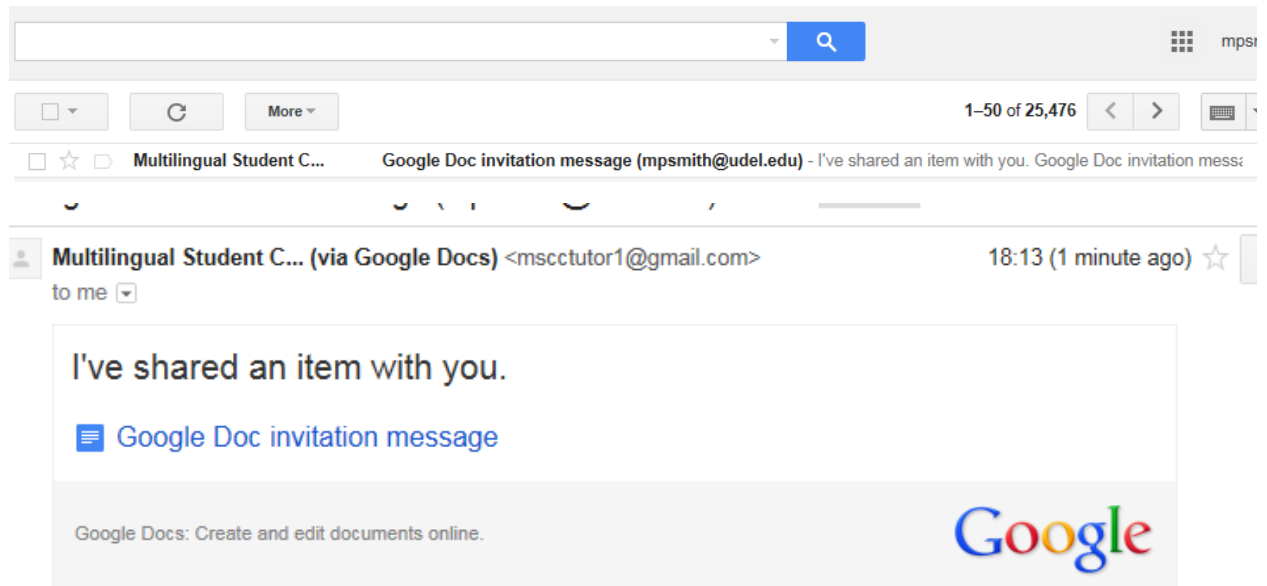 mpsr
More
1–50 of 25,476
Multilingual Student C... Google Doc invitation message (mpsmith@udel.edu) - I've shared an item with you. Google Doc invitation messa
Multilingual Student C... (via Google Docs) <mscctutor1@gmail.com> 18:13 (1 minute ago)
to me
I've shared an item with you.
Google Doc invitation message
Google Docs: Create and edit documents online.
Google